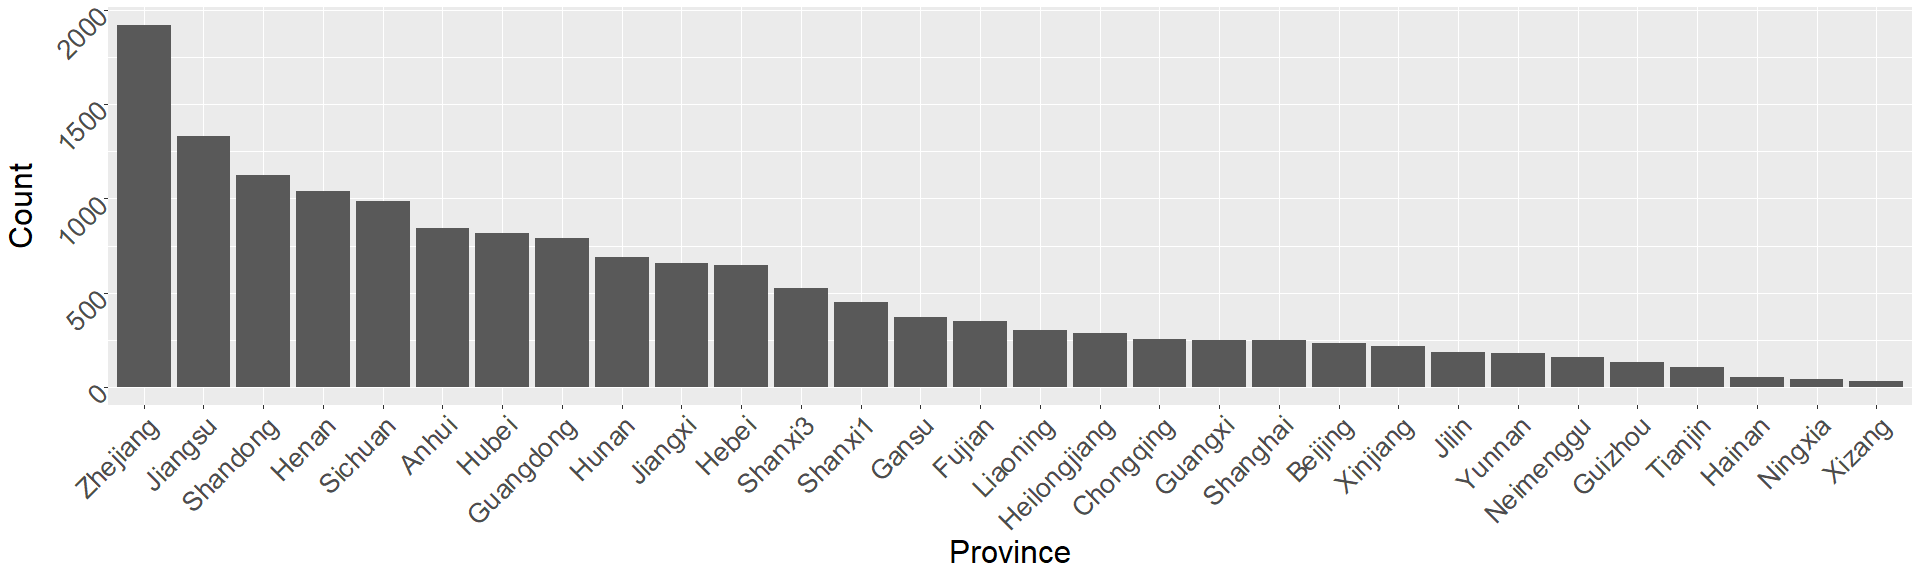 Count
2000
1500
1000
500
0
Zhejiang
Jiangsu
Shandong
Henan
Sichuan
Anhui
Hubei
Guangdong
Hunan
Jiangxi
Hebei
Shanxi3
Shanxi1
Gansu
Fujian
Liaoning
Heilongjiang
Chongqing
Guangxi
Shanghai
Beijing
Xinjiang
Jilin
Yunnan
Neimenggu
Guizhou
Tianjin
Hainan
Ningxia
Xizang
Province